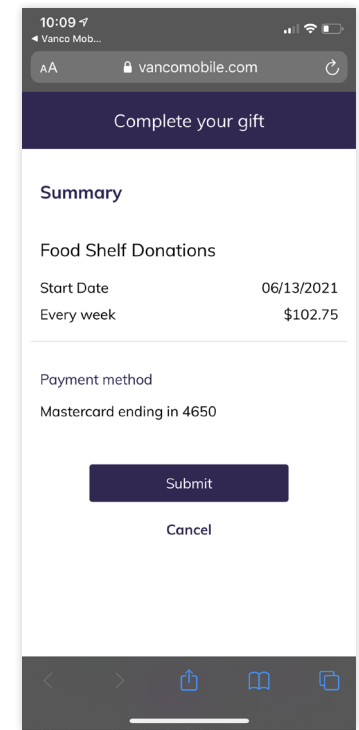 10:09
◀ Vanco Mob...
AA vancomobile.com
Complete your gift
Summary
Food Shelf Donations
Start Date 06/13/2021
Every week $102.75
Payment method
Mastercard ending in 4650
Submit
Cancel